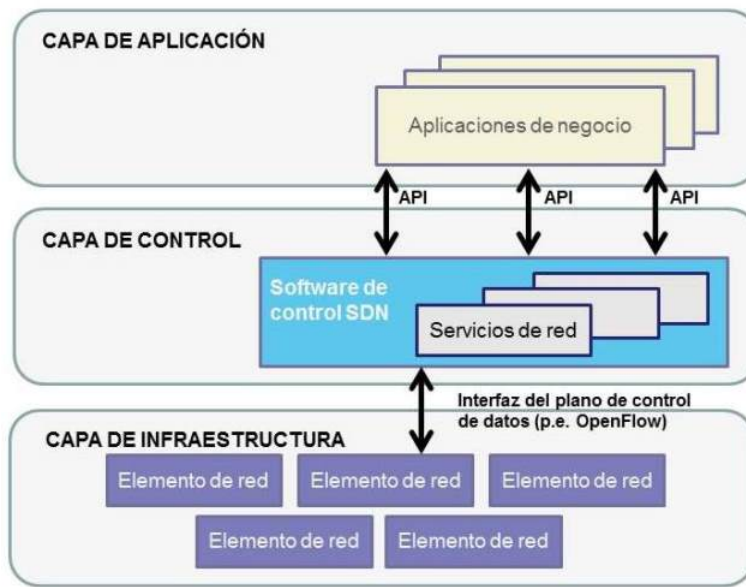 CAPA DE APLICACIÓN
Aplicaciones de negocio
API
API
API
CAPA DE CONTROL
Software de
control SDN
Servicios de red
Interfaz del plano de control
de datos (p.e. OpenFlow)
CAPA DE INFRAESTRUCTURA
Elemento de red
Elemento de red
Elemento de red
Elemento de red
Elemento de red